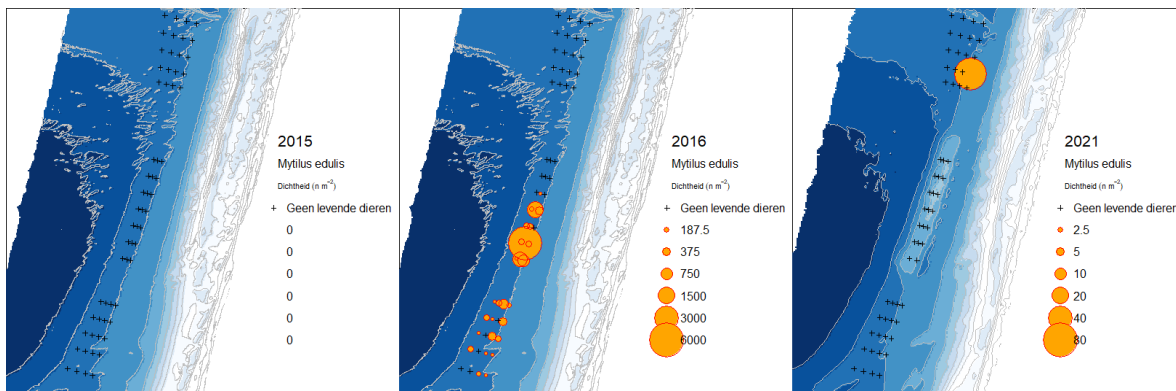 2015
Mytilus edulis
Dichtheid (n m⁻²)
+ Geen levende dieren
0
0
0
0
0
0
2016
Mytilus edulis
Dichtheid (n m⁻²)
+ Geen levende dieren
187.5
375
750
1500
3000
6000
2021
Mytilus edulis
Dichtheid (n m⁻²)
+ Geen levende dieren
2.5
5
10
20
40
80